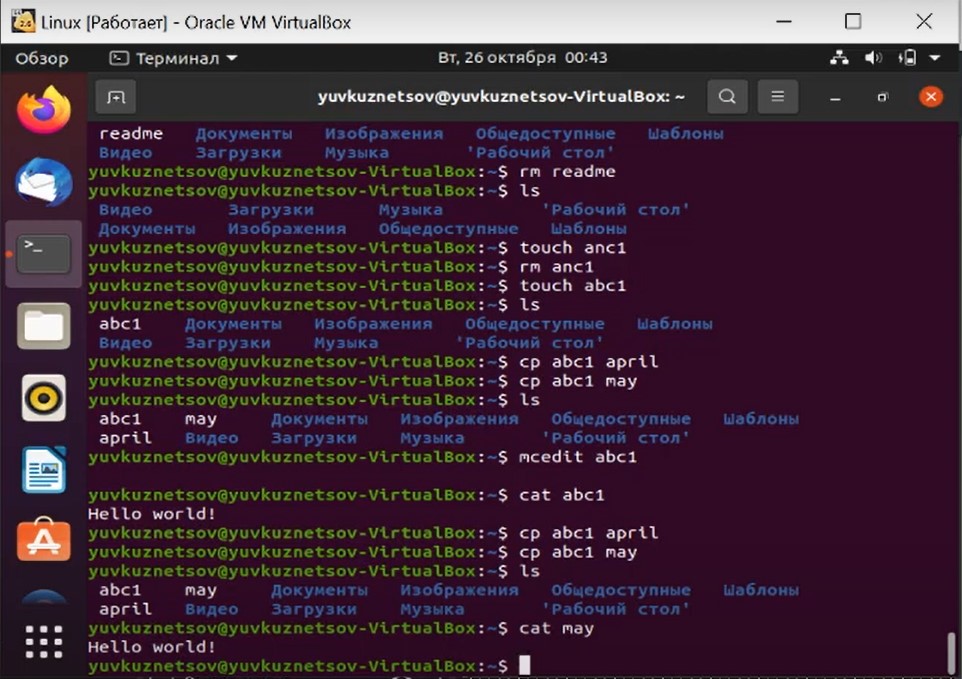 Linux [Работает] - Oracle VM VirtualBox
Обзор Терминал Вт, 26 октября 00:43
yuvkuznetsov@yuvkuznetsov-VirtualBox: ~
readme Документы Изображения Общедоступные Шаблоны
Видео Загрузки Музыка 'Рабочий стол'
yuvkuznetsov@yuvkuznetsov-VirtualBox:~$ rm readme
yuvkuznetsov@yuvkuznetsov-VirtualBox:~$ ls
Видео Загрузки Музыка 'Рабочий стол'
Документы Изображения Общедоступные Шаблоны
yuvkuznetsov@yuvkuznetsov-VirtualBox:~$ touch anc1
yuvkuznetsov@yuvkuznetsov-VirtualBox:~$ rm anc1
yuvkuznetsov@yuvkuznetsov-VirtualBox:~$ touch abc1
yuvkuznetsov@yuvkuznetsov-VirtualBox:~$ ls
abc1 Документы Изображения Общедоступные Шаблоны
Видео Загрузки Музыка 'Рабочий стол'
yuvkuznetsov@yuvkuznetsov-VirtualBox:~$ cp abc1 april
yuvkuznetsov@yuvkuznetsov-VirtualBox:~$ cp abc1 may
yuvkuznetsov@yuvkuznetsov-VirtualBox:~$ ls
abc1 may Документы Изображения Общедоступные Шаблоны
april Видео Загрузки Музыка 'Рабочий стол'
yuvkuznetsov@yuvkuznetsov-VirtualBox:~$ mcedit abc1
yuvkuznetsov@yuvkuznetsov-VirtualBox:~$ cat abc1
Hello world!
yuvkuznetsov@yuvkuznetsov-VirtualBox:~$ cp abc1 april
yuvkuznetsov@yuvkuznetsov-VirtualBox:~$ cp abc1 may
yuvkuznetsov@yuvkuznetsov-VirtualBox:~$ ls
abc1 may Документы Изображения Общедоступные Шаблоны
april Видео Загрузки Музыка 'Рабочий стол'
yuvkuznetsov@yuvkuznetsov-VirtualBox:~$ cat may
Hello world!
yuvkuznetsov@yuvkuznetsov-VirtualBox:~$